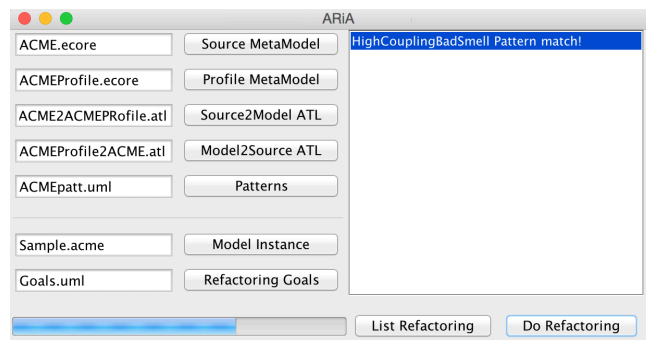 ARiA
ACME.ecore Source MetaModel
HighCouplingBadSmell Pattern match!
ACMEProfile.ecore Profile MetaModel
ACME2ACMEPRofile.atl Source2Model ATL
ACMEProfile2ACME.atl Model2Source ATL
ACMEpatt.uml Patterns
Sample.acme Model Instance
Goals.uml Refactoring Goals
List Refactoring Do Refactoring